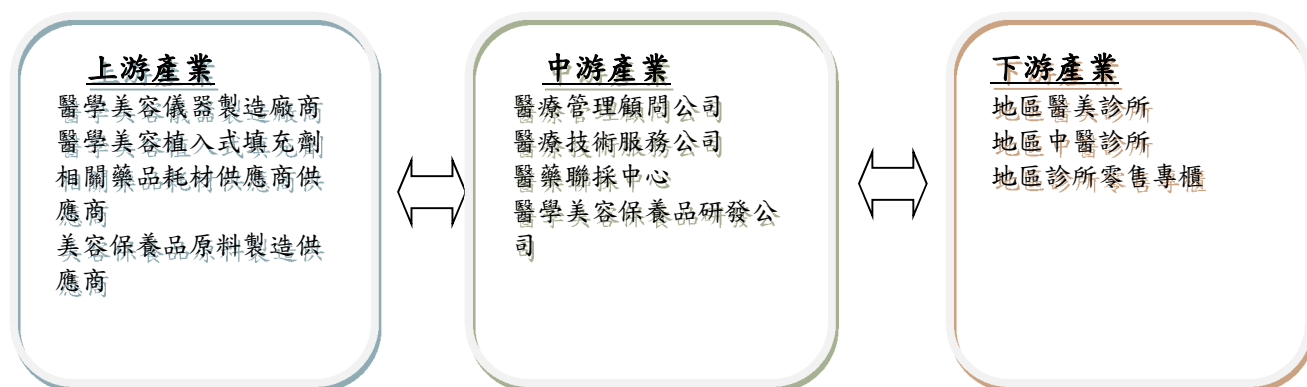 上游產業
醫學美容儀器製造廠商
醫學美容植入式填充劑
相關藥品耗材供應商供
應商
美容保養品原料製造供
應商
中游產業
醫療管理顧問公司
醫療技術服務公司
醫藥聯採中心
醫學美容保養品研發公
司
下游產業
地區醫美診所
地區中醫診所
地區診所零售專櫃